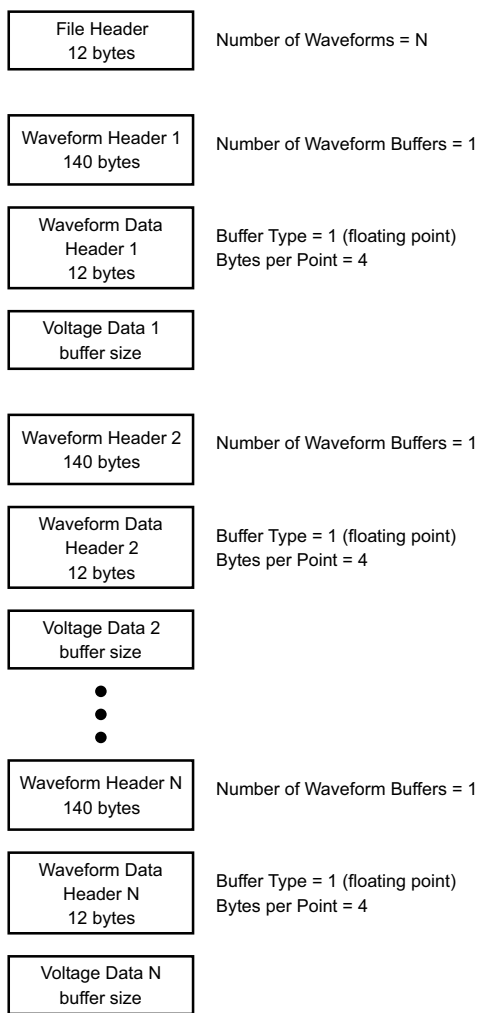 File Header
12 bytes
Number of Waveforms = N
Waveform Header 1
140 bytes
Number of Waveform Buffers = 1
Waveform Data
Header 1
12 bytes
Buffer Type = 1 (floating point)
Bytes per Point = 4
Voltage Data 1
buffer size
Waveform Header 2
140 bytes
Number of Waveform Buffers = 1
Waveform Data
Header 2
12 bytes
Buffer Type = 1 (floating point)
Bytes per Point = 4
Voltage Data 2
buffer size
Waveform Header N
140 bytes
Number of Waveform Buffers = 1
Waveform Data
Header N
12 bytes
Buffer Type = 1 (floating point)
Bytes per Point = 4
Voltage Data N
buffer size